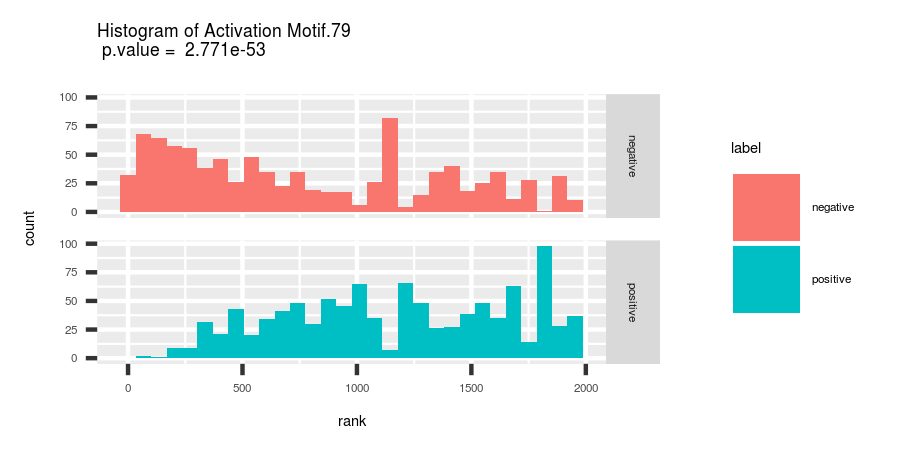 Histogram of Activation Motif.79
p.value = 2.771e-53
100
75
50
25
0
negative
100
75
50
25
0
positive
0 500 1000 1500 2000
rank
count
label
negative
positive